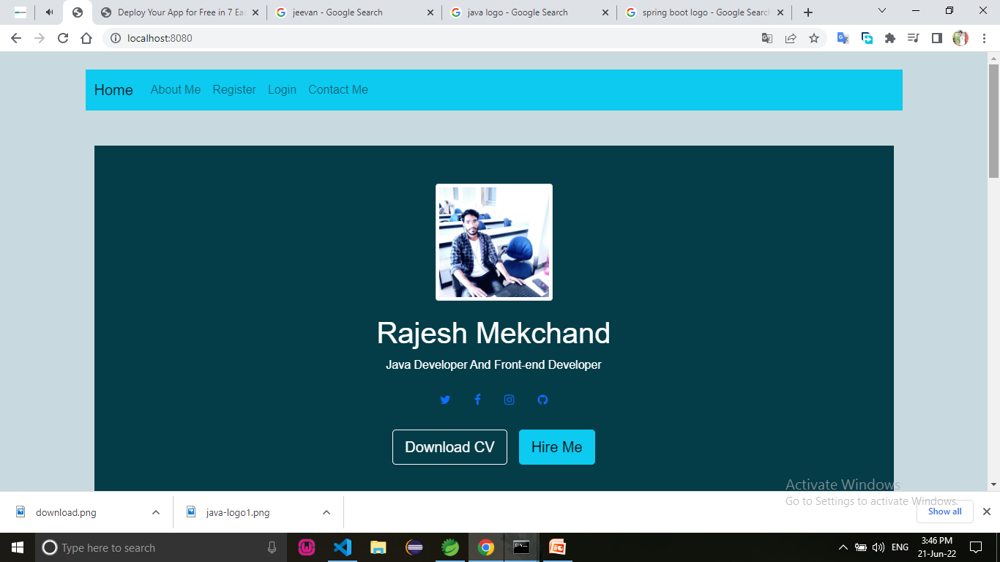 Deploy Your App for Free in 7 Eas
jeevan - Google Search
java logo - Google Search
spring boot logo - Google Search
localhost:8080
Home About Me Register Login Contact Me
Rajesh Mekchand
Java Developer And Front-end Developer
Download CV Hire Me
Activate Windows
Go to Settings to activate Windows.
download.png
java-logo1.png
Show all
Type here to search
ENG
3:46 PM
21-Jun-22